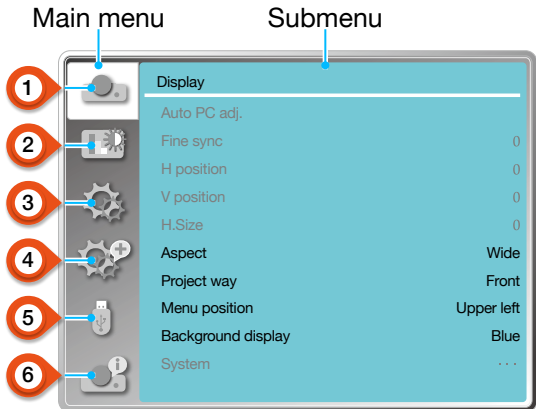 Main menu Submenu
1 Display
Auto PC adj.
2 Fine sync 0
H position 0
3 V position 0
H.Size 0
4 Aspect Wide
Project way Front
5 Menu position Upper left
Background display Blue
6 System ...